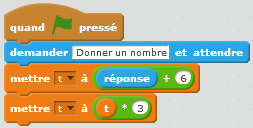 quand pressé
demander Donner un nombre et attendre
mettre t à réponse + 6
mettre t à t * 3